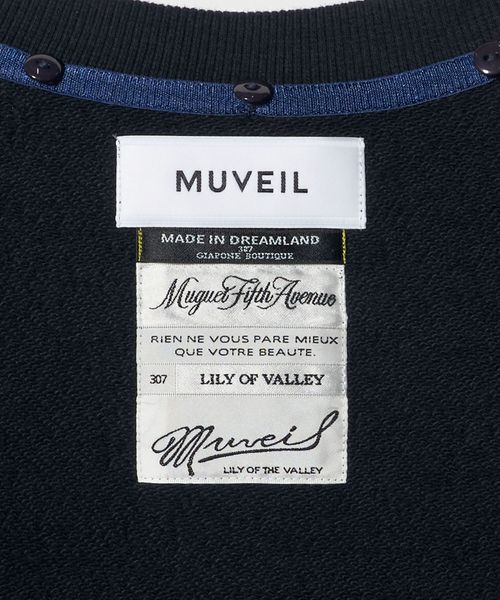 MUVEIL
MADE IN DREAMLAND
307
GIAPONE BOUTIQUE
Muguet Fifth Avenue
RIEN NE VOUS PARE MIEUX
QUE VOTRE BEAUTE.
307 LILY OF VALLEY
Muveil
LILY OF THE VALLEY